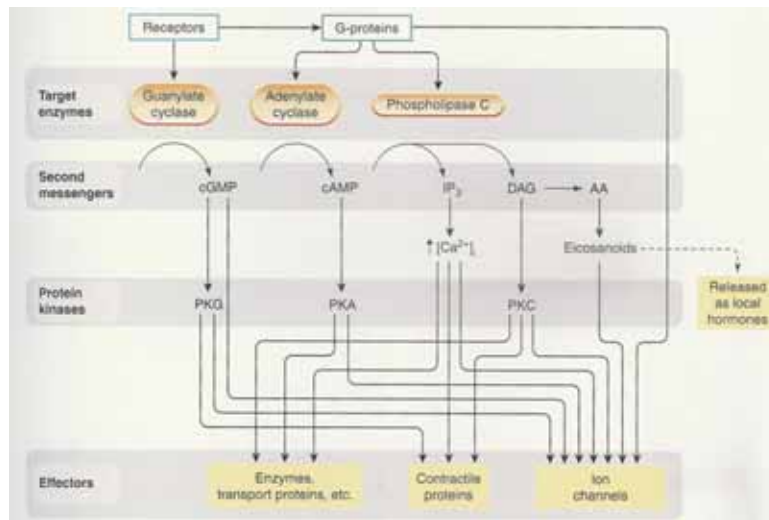 Receptors
G-proteins
Target
enzymes
Guanylate
cyclase
Adenylate
cyclase
Phospholipase C
Second
messengers
cGMP
cAMP
IP₃
DAG
AA
↑ [Ca²⁺]ᵢ
Eicosanoids
Released
as local
hormones
Protein
kinases
PKG
PKA
PKC
Effectors
Enzymes,
transport proteins, etc.
Contractile
proteins
Ion
channels